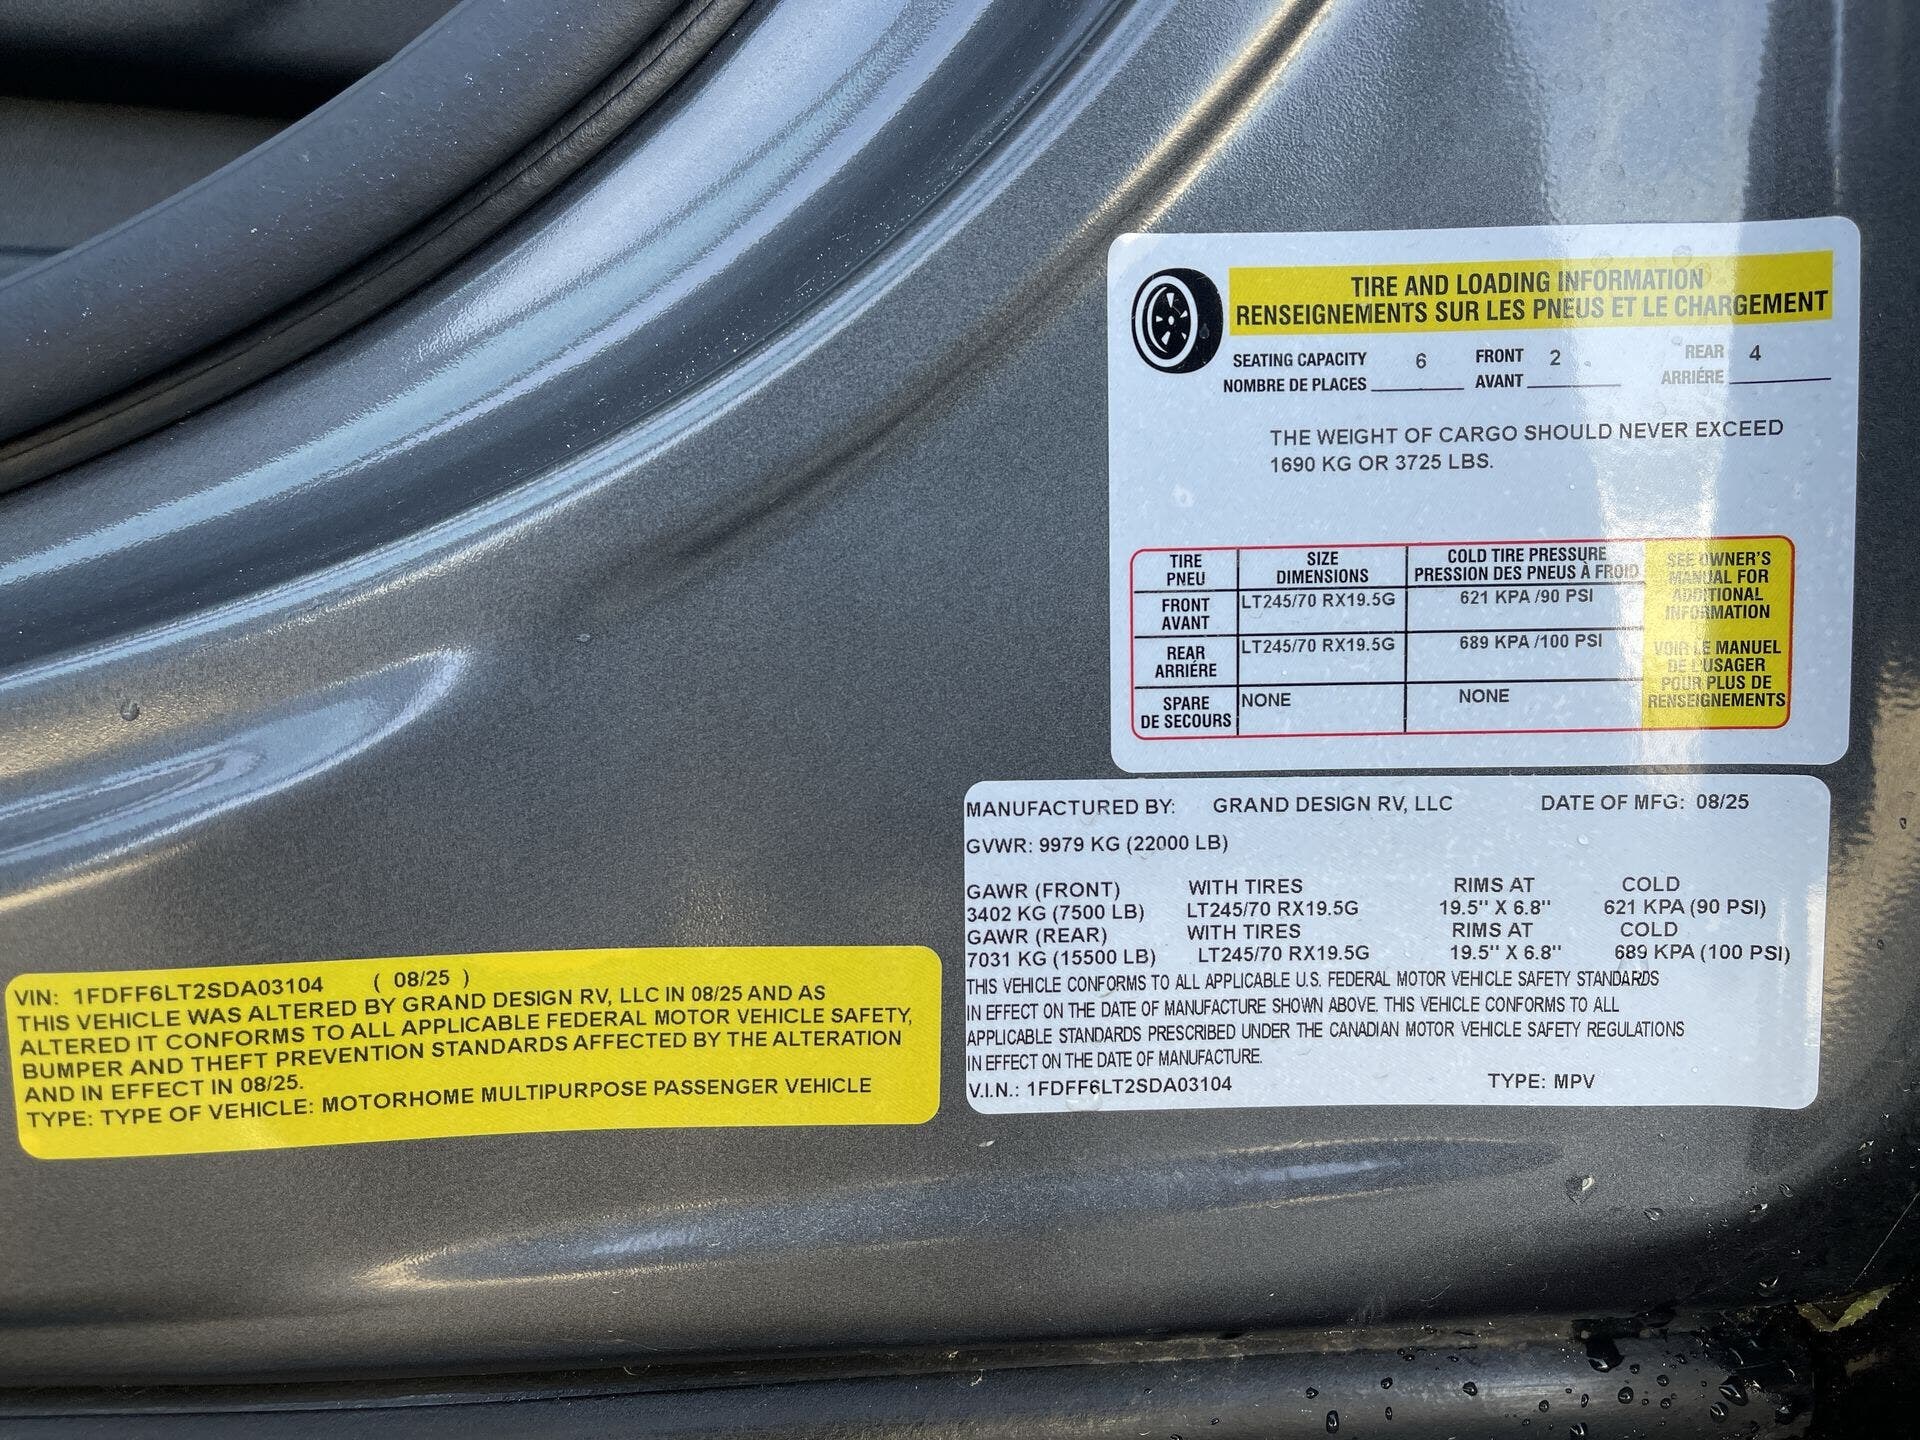 TIRE AND LOADING INFORMATION
RENSEIGNEMENTS SUR LES PNEUS ET LE CHARGEMENT
SEATING CAPACITY 6 FRONT 2 REAR 4
NOMBRE DE PLACES AVANT ARRIÉRE
THE WEIGHT OF CARGO SHOULD NEVER EXCEED
1690 KG OR 3725 LBS.
TIRE SIZE COLD TIRE PRESSURE
PNEU DIMENSIONS PRESSION DES PNEUS À FROID
FRONT LT245/70 RX19.5G 621 KPA /90 PSI
AVANT
REAR LT245/70 RX19.5G 689 KPA /100 PSI
ARRIÉRE
SPARE NONE NONE
DE SECOURS
SEE OWNER'S
MANUAL FOR
ADDITIONAL
INFORMATION
VOIR LE MANUEL
DE L'USAGER
POUR PLUS DE
RENSEIGNEMENTS
MANUFACTURED BY: GRAND DESIGN RV, LLC DATE OF MFG: 08/25
GVWR: 9979 KG (22000 LB)
GAWR (FRONT) WITH TIRES RIMS AT COLD
3402 KG (7500 LB) LT245/70 RX19.5G 19.5" X 6.8" 621 KPA (90 PSI)
GAWR (REAR) WITH TIRES RIMS AT COLD
7031 KG (15500 LB) LT245/70 RX19.5G 19.5" X 6.8" 689 KPA (100 PSI)
THIS VEHICLE CONFORMS TO ALL APPLICABLE U.S. FEDERAL MOTOR VEHICLE SAFETY STANDARDS
IN EFFECT ON THE DATE OF MANUFACTURE SHOWN ABOVE. THIS VEHICLE CONFORMS TO ALL
APPLICABLE STANDARDS PRESCRIBED UNDER THE CANADIAN MOTOR VEHICLE SAFETY REGULATIONS
IN EFFECT ON THE DATE OF MANUFACTURE.
V.I.N.: 1FDFF6LT2SDA03104 TYPE: MPV
VIN: 1FDFF6LT2SDA03104 ( 08/25 )
THIS VEHICLE WAS ALTERED BY GRAND DESIGN RV, LLC IN 08/25 AND AS
ALTERED IT CONFORMS TO ALL APPLICABLE FEDERAL MOTOR VEHICLE SAFETY,
BUMPER AND THEFT PREVENTION STANDARDS AFFECTED BY THE ALTERATION
AND IN EFFECT IN 08/25.
TYPE: TYPE OF VEHICLE: MOTORHOME MULTIPURPOSE PASSENGER VEHICLE